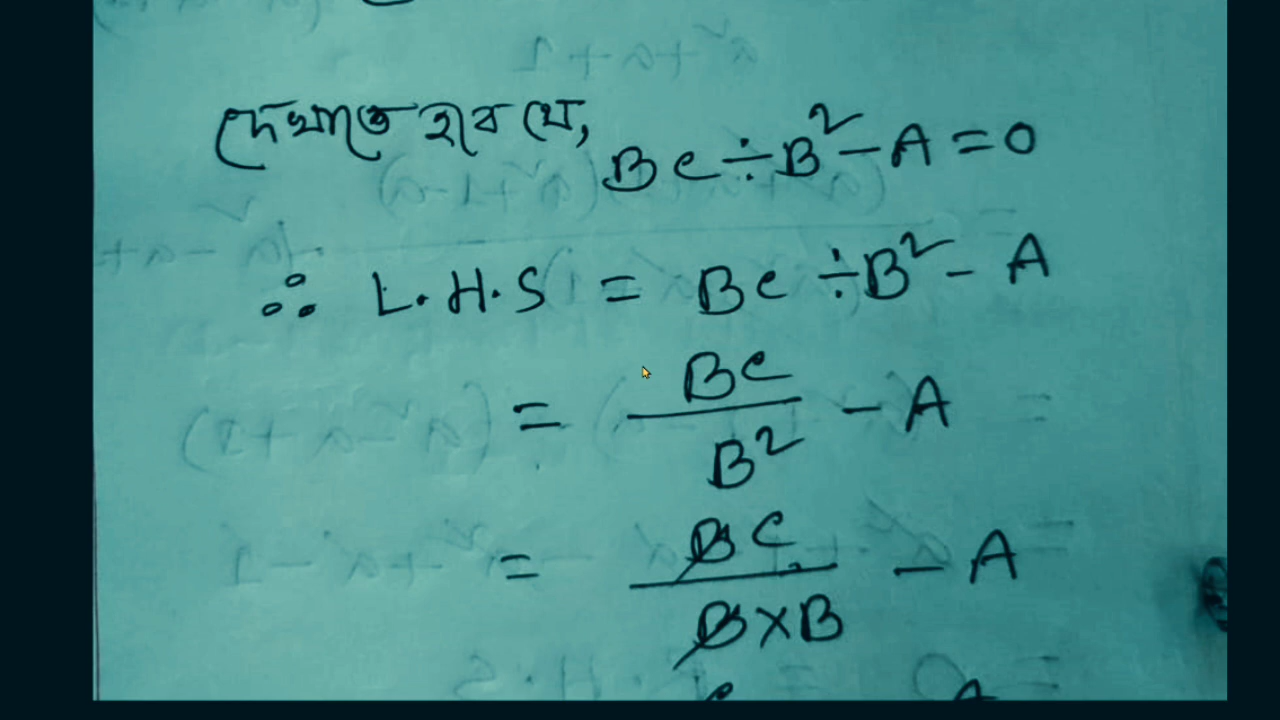 দেখাতে হবে যে, BC ÷ B² - A = 0
∴ L.H.S = BC ÷ B² - A
= BC / B² - A
= BC / B×B - A